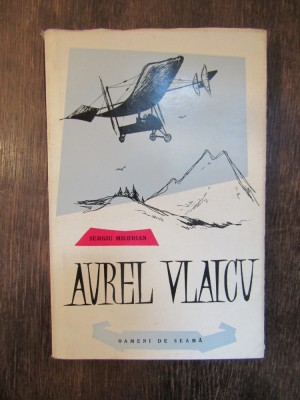 SERGIU MILORIAN
AUREL VLAICU
OAMENI DE SEAMĂ